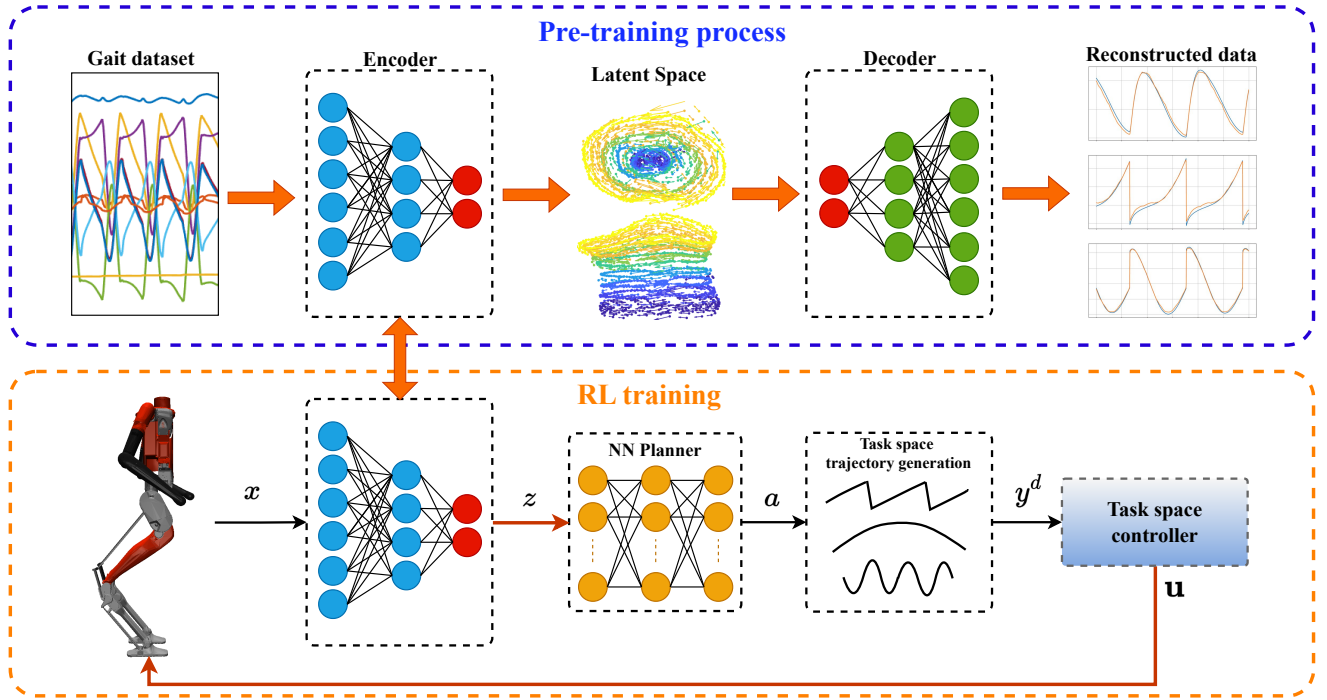 Pre-training process
Gait dataset
Encoder
Latent Space
Decoder
Reconstructed data
RL training
x
z
NN Planner
a
Task space
trajectory generation
y^d
Task space
controller
u